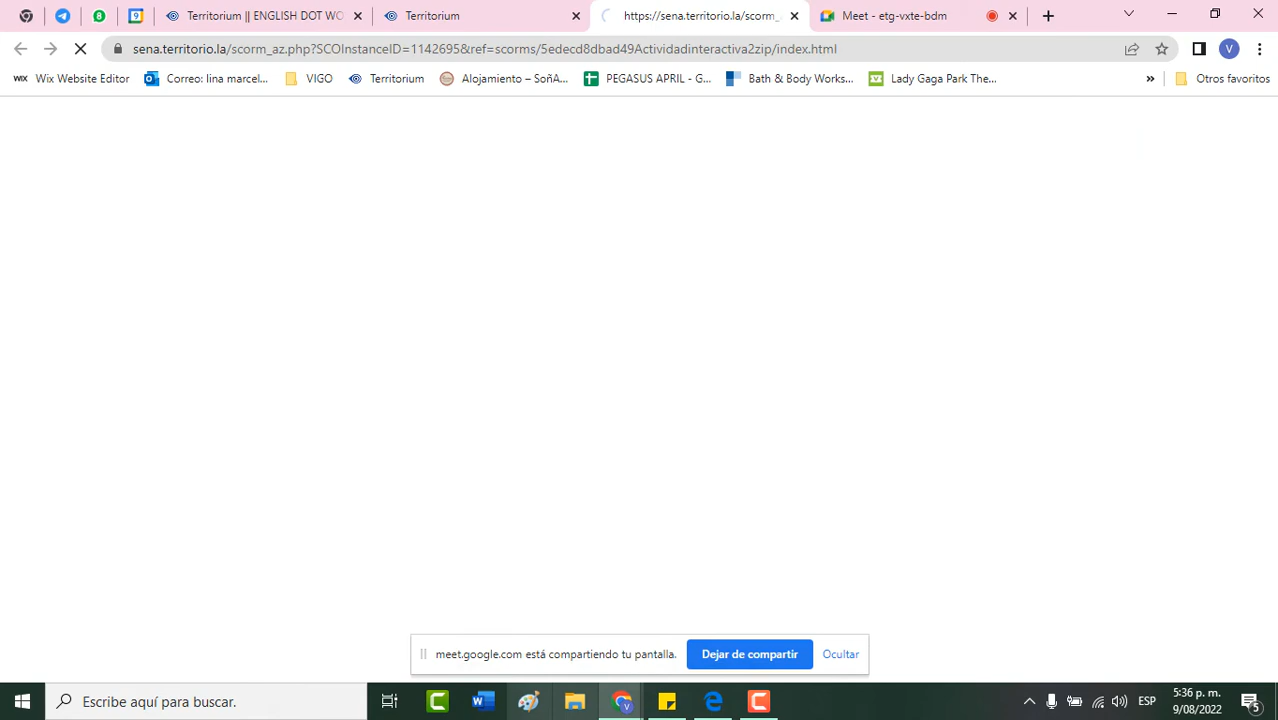 Territorium || ENGLISH DOT WO
Territorium
https://sena.territorio.la/scorm_
Meet - etg-vxte-bdm
sena.territorio.la/scorm_az.php?SCOInstanceID=1142695&ref=scorms/5edecd8dbad49Actividadinteractiva2zip/index.html
V
WIX Wix Website Editor
Correo: lina marcel...
VIGO
Territorium
Alojamiento – SoñA...
PEGASUS APRIL - G...
Bath & Body Works...
Lady Gaga Park The...
»
Otros favoritos
meet.google.com está compartiendo tu pantalla.
Dejar de compartir
Ocultar
Escribe aquí para buscar.
ESP
5:36 p. m.
9/08/2022
5